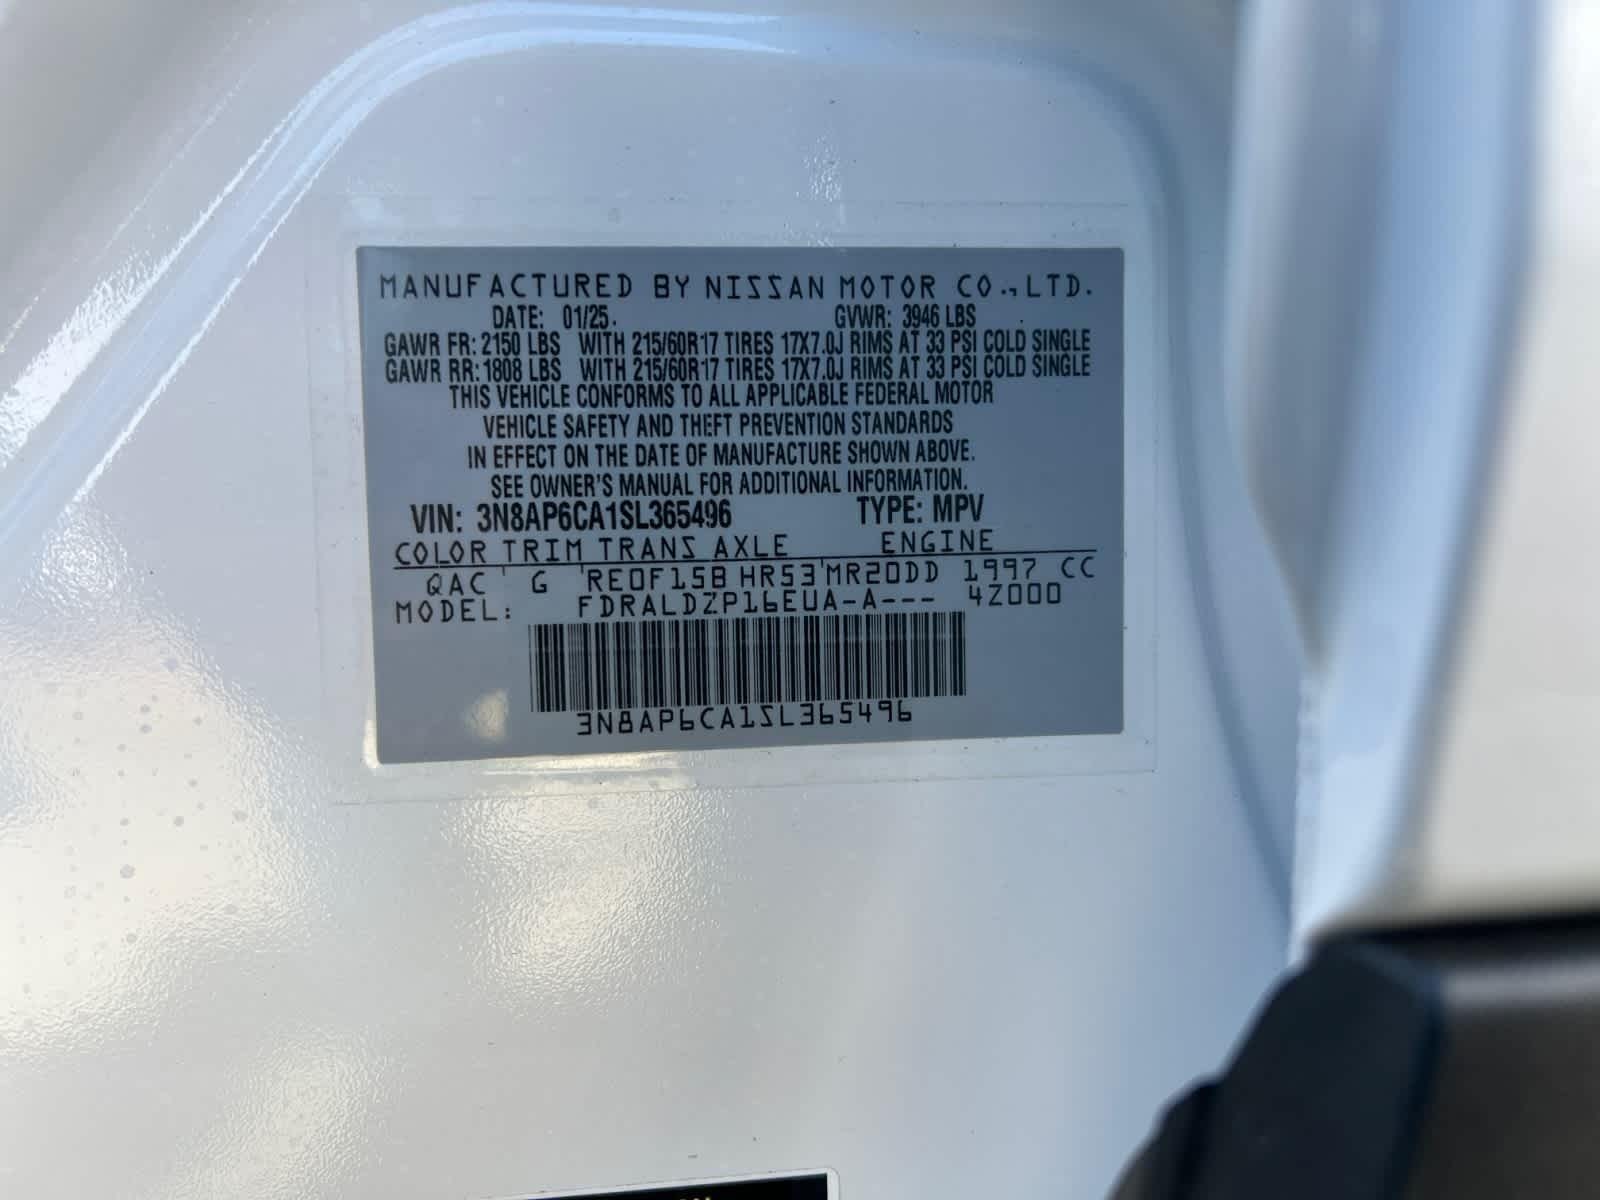 MANUFACTURED BY NISSAN MOTOR CO.,LTD.
DATE: 01/25. GVWR: 3946 LBS
GAWR FR: 2150 LBS WITH 215/60R17 TIRES 17X7.0J RIMS AT 33 PSI COLD SINGLE
GAWR RR: 1808 LBS WITH 215/60R17 TIRES 17X7.0J RIMS AT 33 PSI COLD SINGLE
THIS VEHICLE CONFORMS TO ALL APPLICABLE FEDERAL MOTOR
VEHICLE SAFETY AND THEFT PREVENTION STANDARDS
IN EFFECT ON THE DATE OF MANUFACTURE SHOWN ABOVE.
SEE OWNER'S MANUAL FOR ADDITIONAL INFORMATION.
VIN: 3N8AP6CA1SL365496 TYPE: MPV
COLOR TRIM TRANS AXLE ENGINE
QAC G RE0F15B HR53 MR20DD 1997 CC
MODEL: FDRALDZP16EUA-A--- 4Z000
3N8AP6CA1SL365496